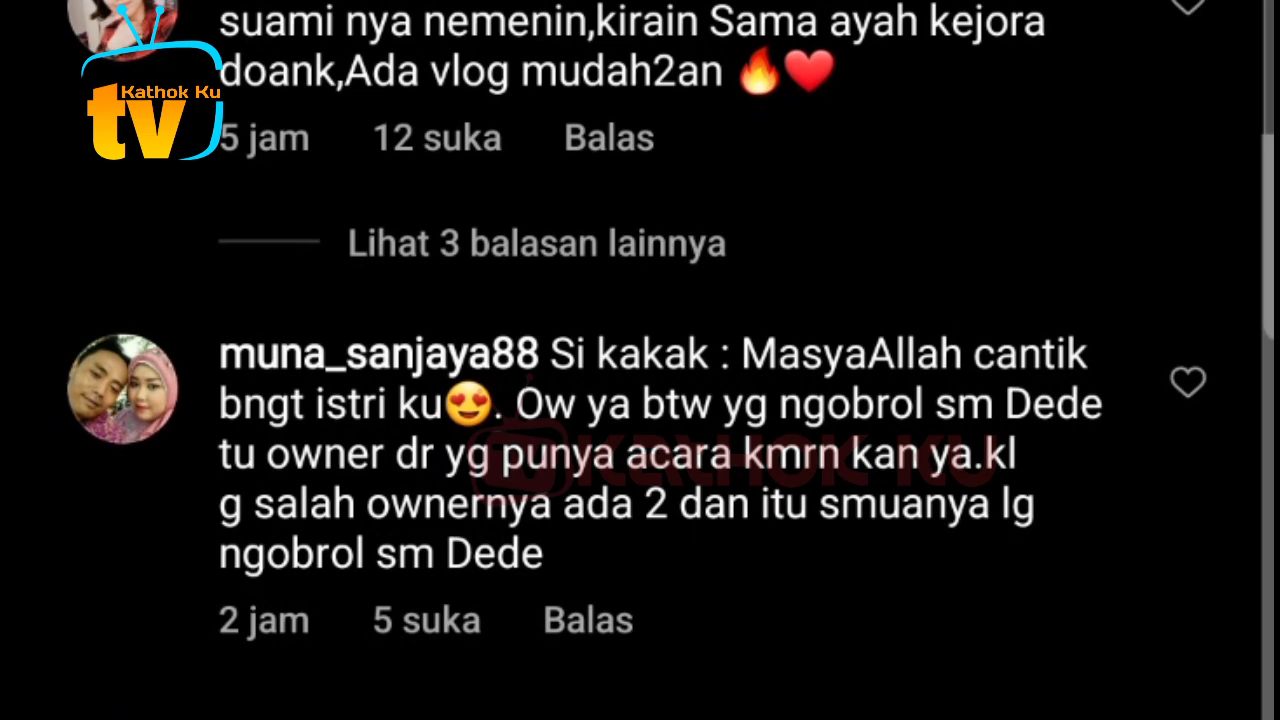 suami nya nemenin,kirain Sama ayah kejora
doank,Ada vlog mudah2an 🔥❤️
Kathok Ku
tv
5 jam 12 suka Balas
Lihat 3 balasan lainnya
muna_sanjaya88 Si kakak : MasyaAllah cantik
bngt istri ku😍. Ow ya btw yg ngobrol sm Dede
tu owner dr yg punya acara kmrn kan ya.kl
g salah ownernya ada 2 dan itu smuanya lg
ngobrol sm Dede
tv KATHOK KU
2 jam 5 suka Balas